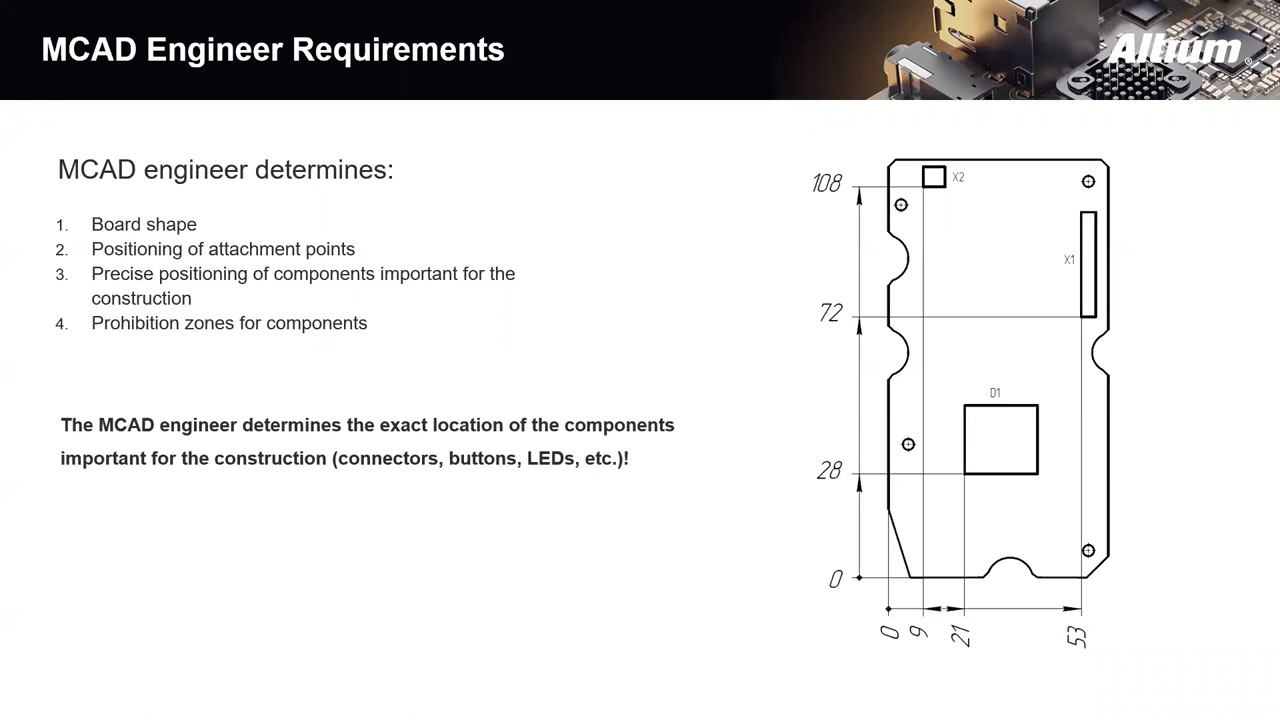 MCAD Engineer Requirements
Altium®
MCAD engineer determines:
1. Board shape
2. Positioning of attachment points
3. Precise positioning of components important for the
construction
4. Prohibition zones for components
The MCAD engineer determines the exact location of the components
important for the construction (connectors, buttons, LEDs, etc.)!
108
X2
X1
72
D1
28
0
0 9 21 53